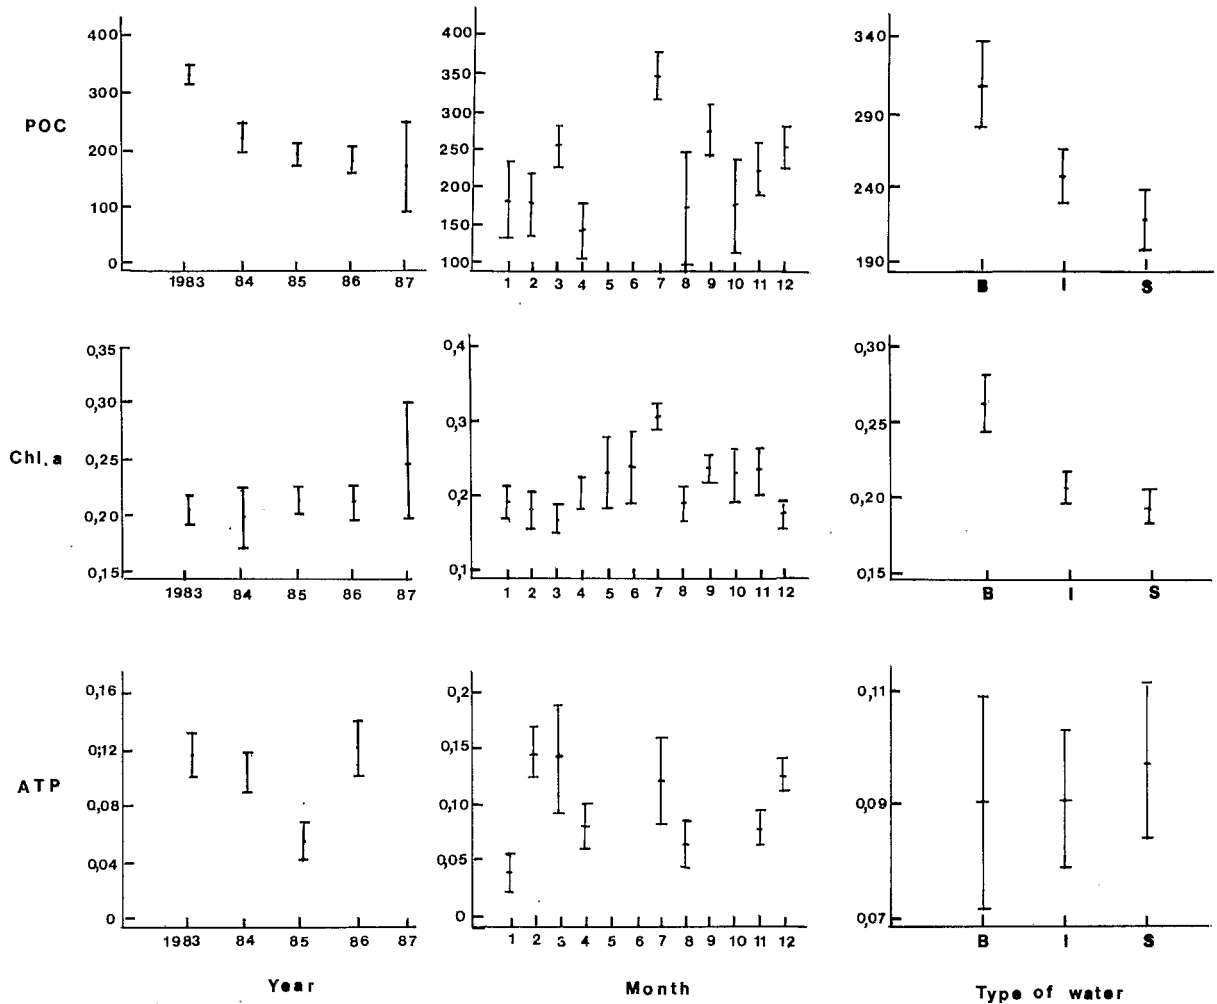 POC
400
300
200
100
0
1983 84 85 86 87
400
350
300
250
200
150
100
1 2 3 4 5 6 7 8 9 10 11 12
340
290
240
190
B I S
Chl.a
0,35
0,30
0,25
0,20
0,15
1983 84 85 86 87
0,4
0,3
0,2
0,1
1 2 3 4 5 6 7 8 9 10 11 12
0,30
0,25
0,20
0,15
B I S
ATP
0,16
0,12
0,08
0,04
0
1983 84 85 86 87
0,2
0,15
0,10
0,05
0
1 2 3 4 5 6 7 8 9 10 11 12
0,11
0,09
0,07
B I S
Year
Month
Type of water